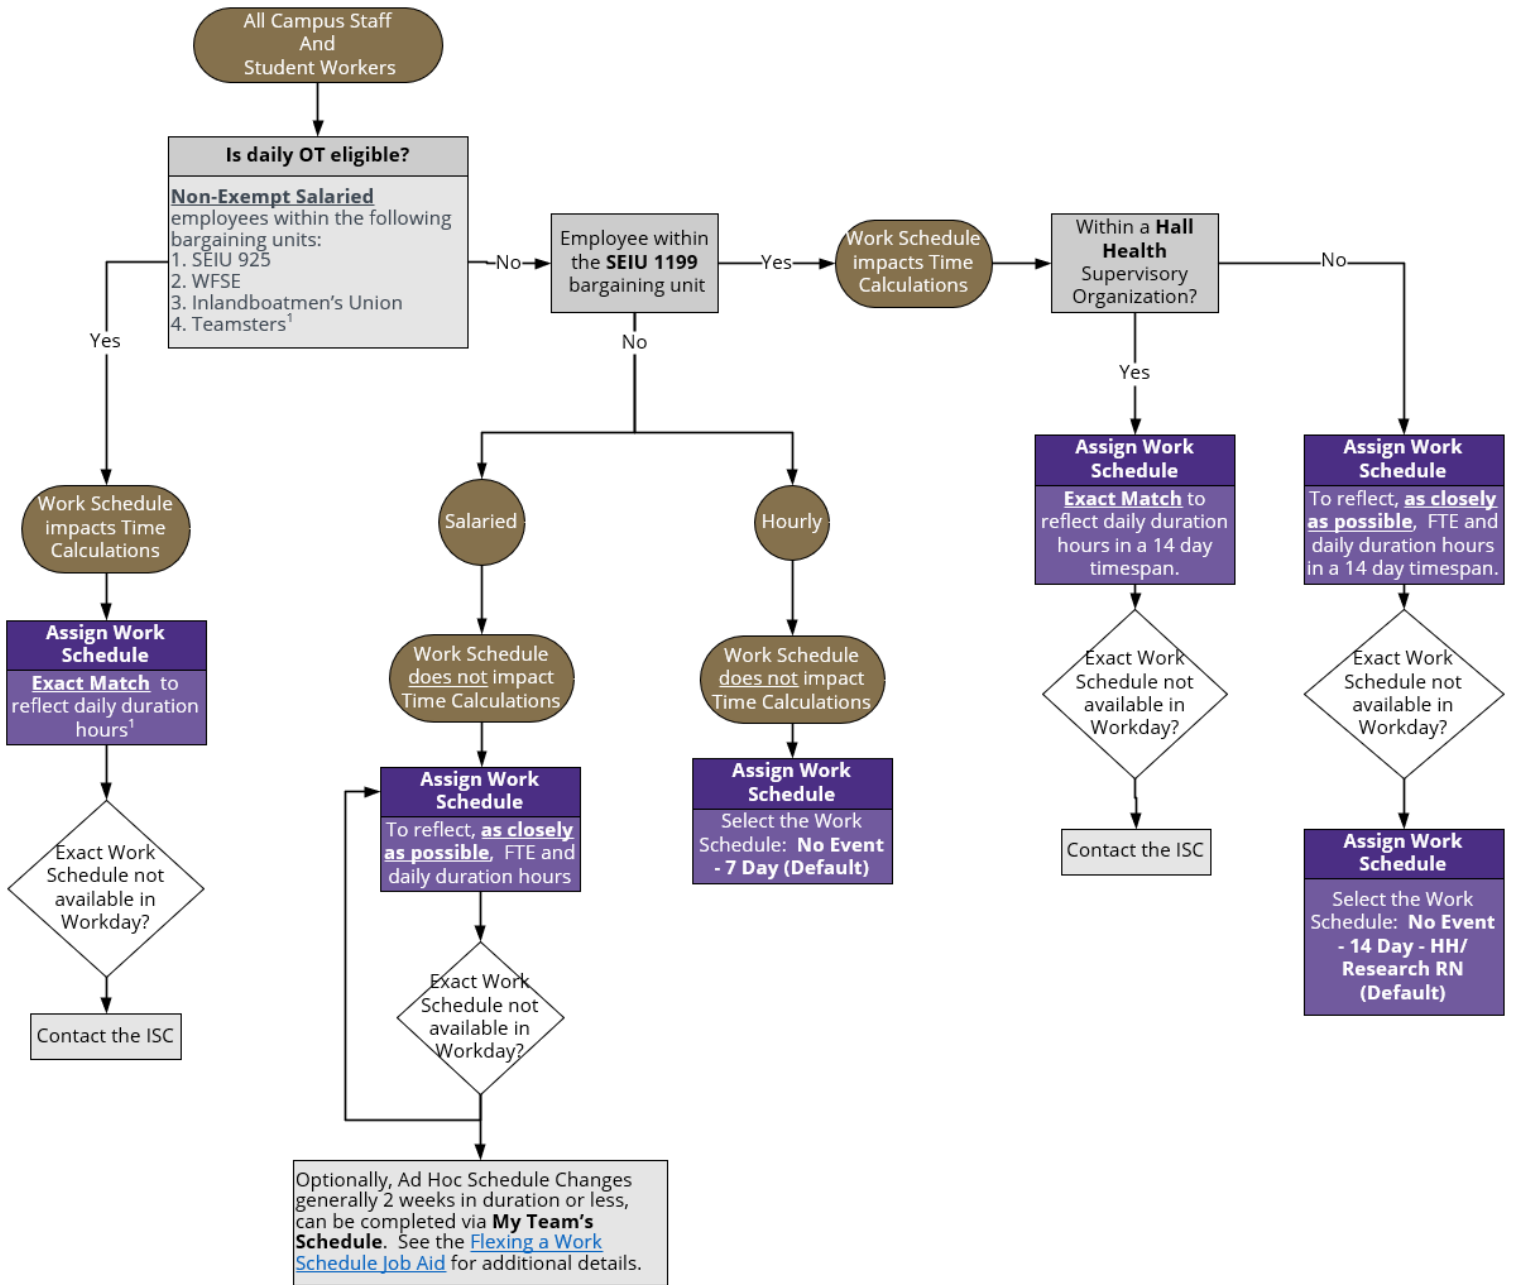 All Campus Staff
And
Student Workers
Is daily OT eligible?
Non-Exempt Salaried
employees within the following
bargaining units:
1. SEIU 925
2. WFSE
3. Inlandboatmen's Union
4. Teamsters¹
Yes
Work Schedule
impacts Time
Calculations
Assign Work
Schedule
Exact Match to
reflect daily duration
hours¹
Exact Work
Schedule not
available in
Workday?
Contact the ISC
No
Employee within
the SEIU 1199
bargaining unit
No
Salaried
Work Schedule
does not impact
Time Calculations
Assign Work
Schedule
To reflect, as closely
as possible, FTE and
daily duration hours
Exact Work
Schedule not
available in
Workday?
Optionally, Ad Hoc Schedule Changes
generally 2 weeks in duration or less,
can be completed via My Team's
Schedule. See the Flexing a Work
Schedule Job Aid for additional details.
Hourly
Work Schedule
does not impact
Time Calculations
Assign Work
Schedule
Select the Work
Schedule: No Event
- 7 Day (Default)
Yes
Work Schedule
impacts Time
Calculations
Within a Hall
Health
Supervisory
Organization?
Yes
Assign Work
Schedule
Exact Match to
reflect daily duration
hours in a 14 day
timespan.
Exact Work
Schedule not
available in
Workday?
Contact the ISC
No
Assign Work
Schedule
To reflect, as closely
as possible, FTE and
daily duration hours
in a 14 day timespan.
Exact Work
Schedule not
available in
Workday?
Assign Work
Schedule
Select the Work
Schedule: No Event
- 14 Day - HH/
Research RN
(Default)